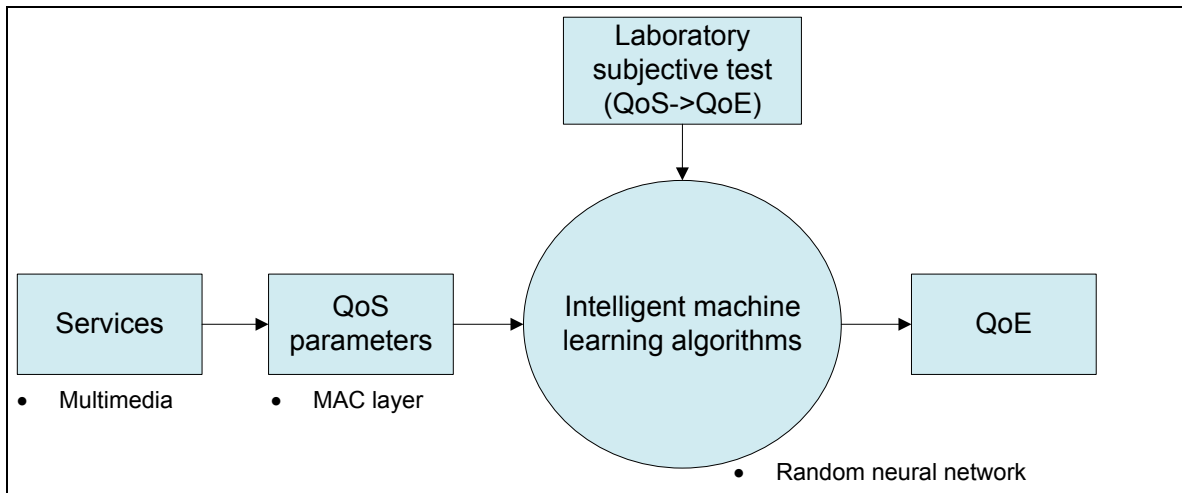 Laboratory
subjective test
(QoS->QoE)
Services
QoS
parameters
Intelligent machine
learning algorithms
QoE
• Multimedia
• MAC layer
• Random neural network